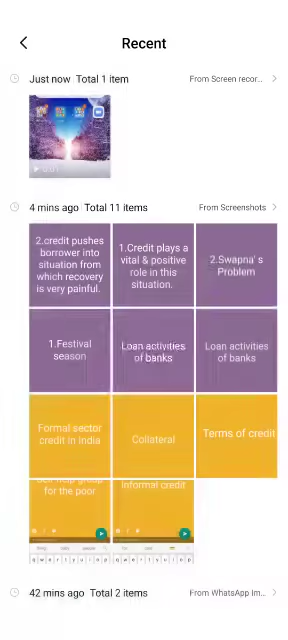 Recent
Just now Total 1 item
From Screen recor...
4 mins ago Total 11 items
From Screenshots
2.credit pushes
borrower into
situation from
which recovery
is very painful.
1.Credit plays a
vital & positive
role in this
situation.
2.Swapna's
Problem
1.Festival
season
Loan activities
of banks
Loan activities
of banks
Formal sector
credit in India
Collateral
Terms of credit
Self help group
for the poor
Informal credit
q w e r t y u i o p
q w e r t y u i o p
42 mins ago Total 2 items
From WhatsApp Im...